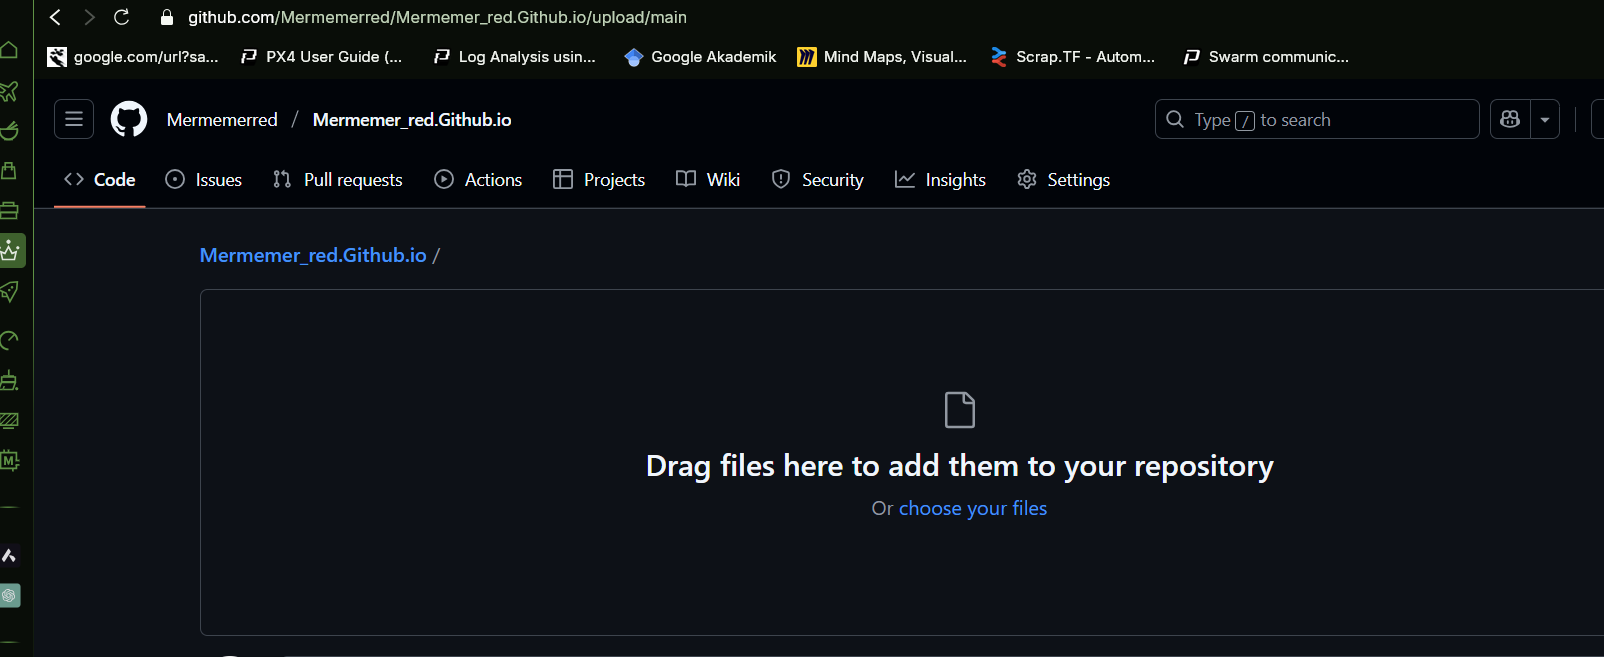 github.com/Mermemerred/Mermemer_red.Github.io/upload/main
google.com/url?sa... PX4 User Guide (... Log Analysis usin... Google Akademik Mind Maps, Visual... Scrap.TF - Autom... Swarm communic...
Mermemerred / Mermemer_red.Github.io Type / to search
Code Issues Pull requests Actions Projects Wiki Security Insights Settings
Mermemer_red.Github.io /
Drag files here to add them to your repository
Or choose your files